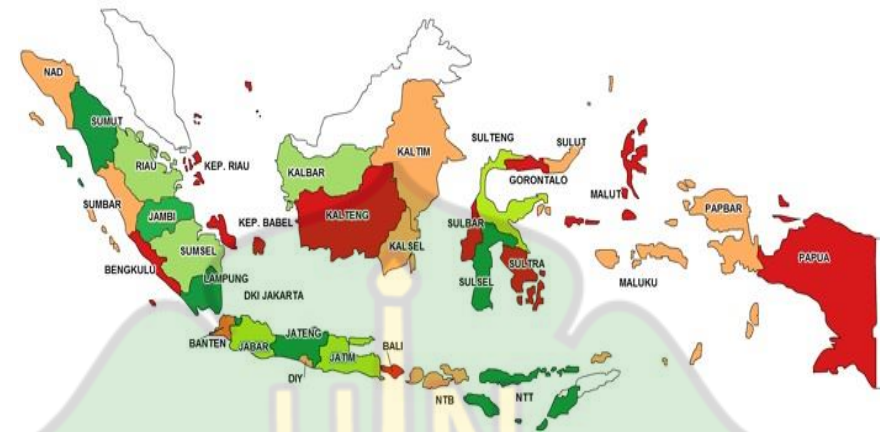 NAD
SUMUT
RIAU
KEP. RIAU
SUMBAR
JAMBI
KEP. BABEL
SUMSEL
BENGKULU
LAMPUNG
DKI JAKARTA
BANTEN
JABAR
JATENG
DIY
JATIM
BALI
NTB
NTT
KALBAR
KALTIM
KALTENG
KALSEL
SULTENG
SULUT
GORONTALO
SULBAR
SULSEL
SULTRA
MALUT
MALUKU
PAPBAR
PAPUA
UIN